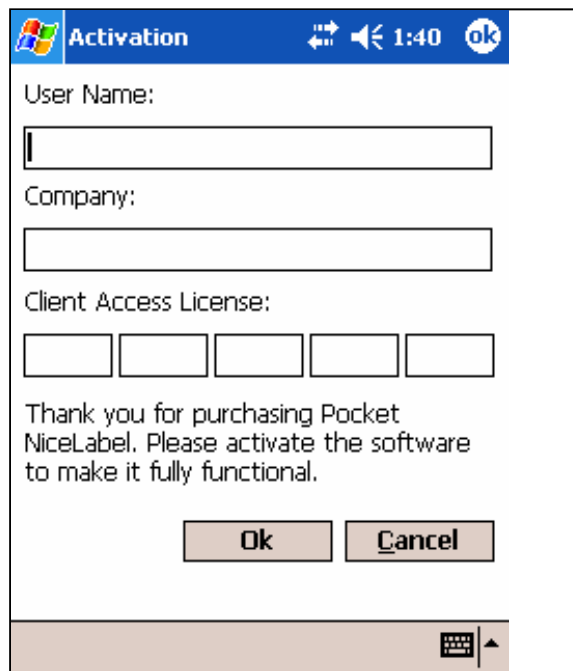 Activation 1:40 ok
User Name:
Company:
Client Access License:
Thank you for purchasing Pocket
NiceLabel. Please activate the software
to make it fully functional.
Ok Cancel